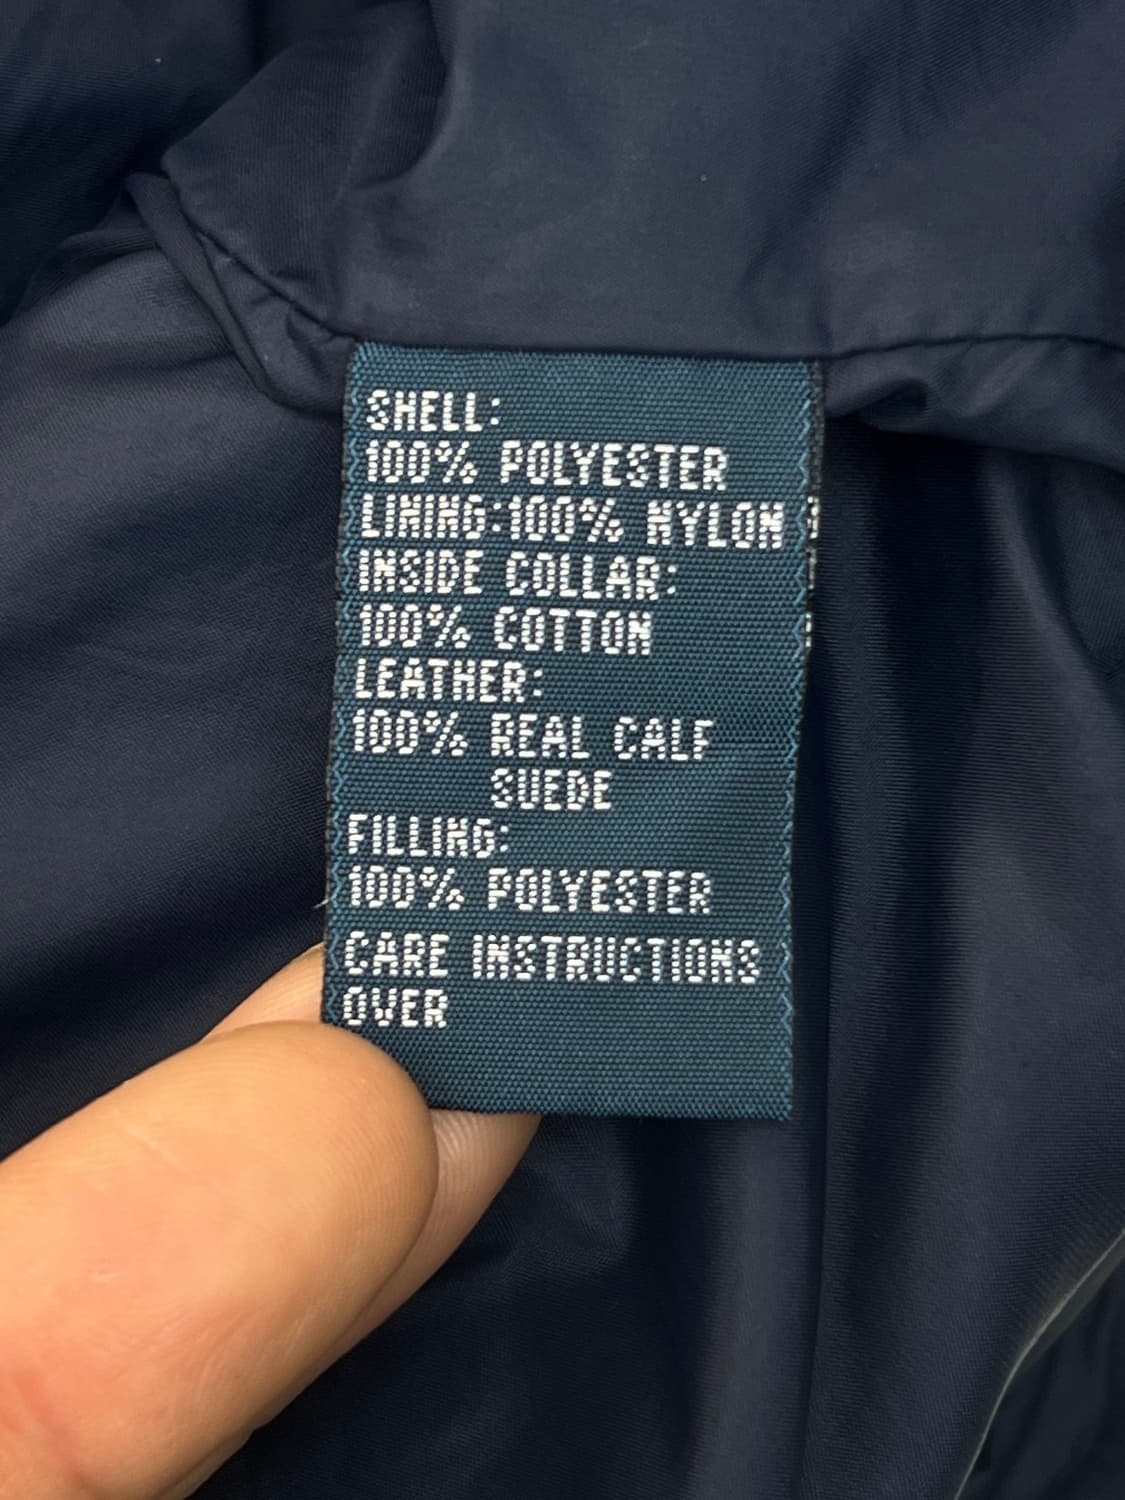 SHELL:
100% POLYESTER
LINING:100% NYLON
INSIDE COLLAR:
100% COTTON
LEATHER:
100% REAL CALF
SUEDE
FILLING:
100% POLYESTER
CARE INSTRUCTIONS
OVER